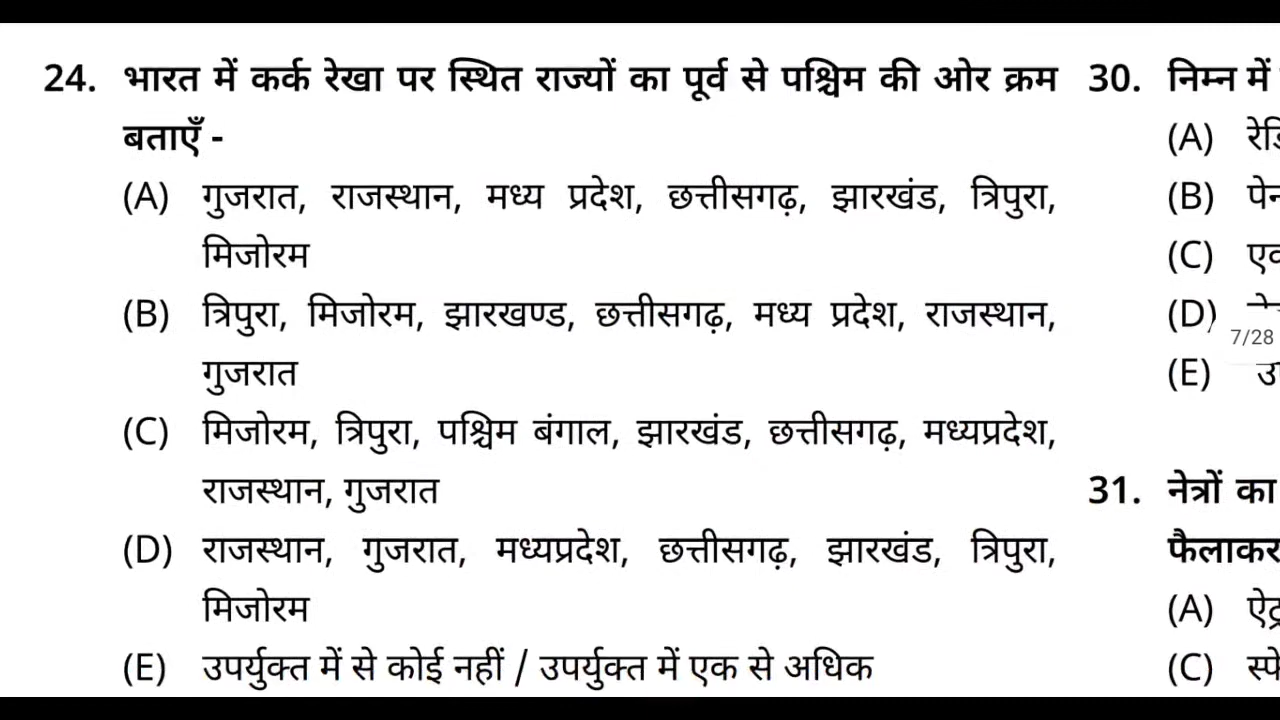 24. भारत में कर्क रेखा पर स्थित राज्यों का पूर्व से पश्चिम की ओर क्रम
बताएँ -
(A) गुजरात, राजस्थान, मध्य प्रदेश, छत्तीसगढ़, झारखंड, त्रिपुरा,
मिजोरम
(B) त्रिपुरा, मिजोरम, झारखण्ड, छत्तीसगढ़, मध्य प्रदेश, राजस्थान,
गुजरात
(C) मिजोरम, त्रिपुरा, पश्चिम बंगाल, झारखंड, छत्तीसगढ़, मध्यप्रदेश,
राजस्थान, गुजरात
(D) राजस्थान, गुजरात, मध्यप्रदेश, छत्तीसगढ़, झारखंड, त्रिपुरा,
मिजोरम
(E) उपर्युक्त में से कोई नहीं / उपर्युक्त में एक से अधिक
30. निम्न में
(A)
(B)
(C)
(D)
7/28
(E)
31. नेत्रों का
फैलाकर
(A)
(C)